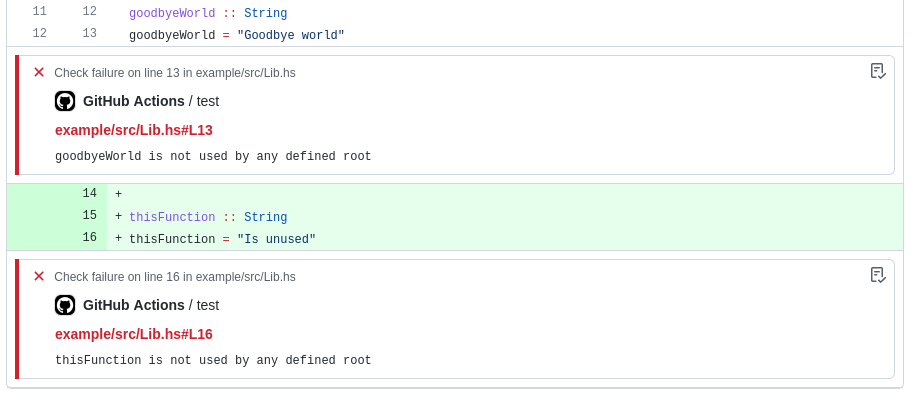 11 12 goodbyeWorld :: String
12 13 goodbyeWorld = "Goodbye world"
Check failure on line 13 in example/src/Lib.hs
GitHub Actions / test
example/src/Lib.hs#L13
goodbyeWorld is not used by any defined root
14 +
15 + thisFunction :: String
16 + thisFunction = "Is unused"
Check failure on line 16 in example/src/Lib.hs
GitHub Actions / test
example/src/Lib.hs#L16
thisFunction is not used by any defined root